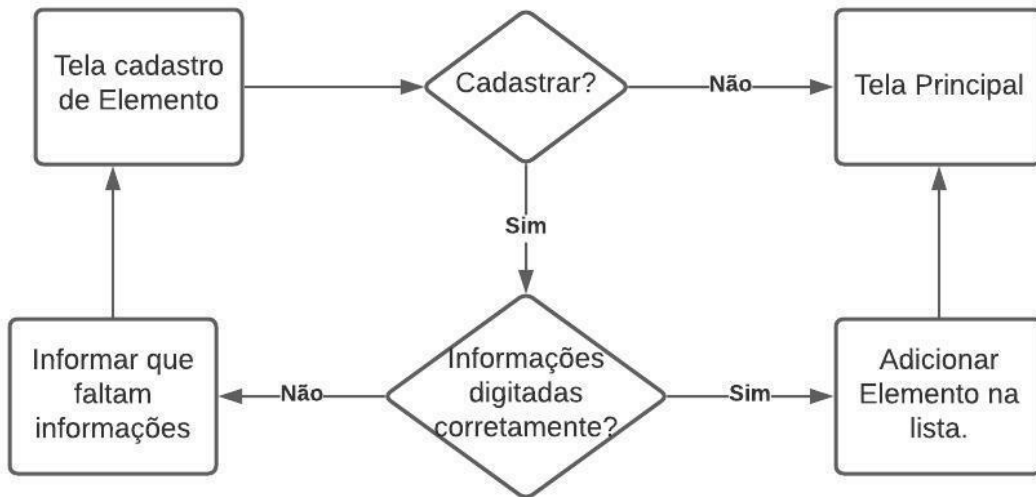 Tela cadastro
de Elemento
Cadastrar?
Não
Tela Principal
Sim
Informar que
faltam
informações
Não
Informações
digitadas
corretamente?
Sim
Adicionar
Elemento na
lista.